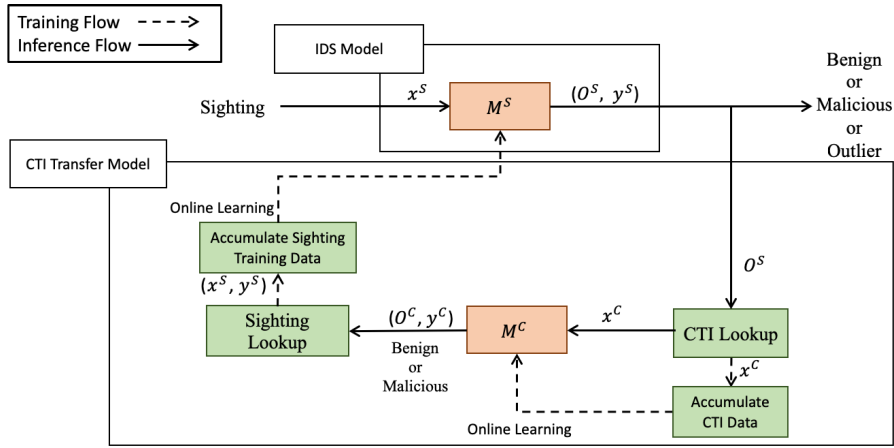 Training Flow
Inference Flow
IDS Model
Sighting
x^S
M^S
(O^S, y^S)
Benign
or
Malicious
or
Outlier
CTI Transfer Model
Online Learning
Accumulate Sighting
Training Data
(x^S, y^S)
O^S
Sighting
Lookup
(O^C, y^C)
Benign
or
Malicious
M^C
x^C
CTI Lookup
x^C
Accumulate
CTI Data
Online Learning